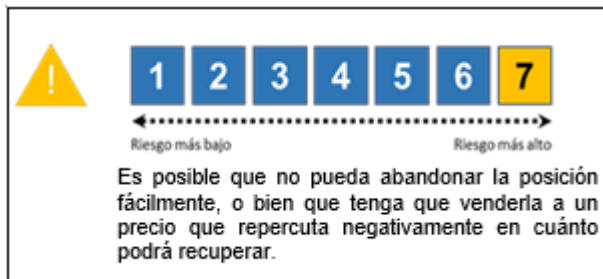 !
1 2 3 4 5 6 7
Riesgo más bajo Riesgo más alto
Es posible que no pueda abandonar la posición
fácilmente, o bien que tenga que venderla a un
precio que repercuta negativamente en cuánto
podrá recuperar.